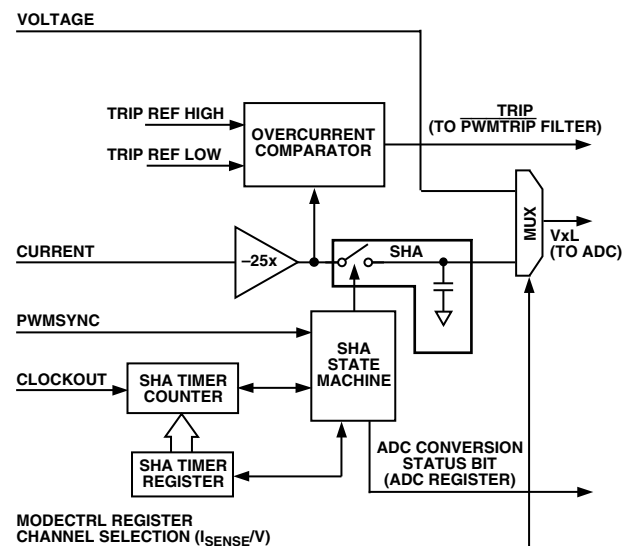 VOLTAGE
TRIP REF HIGH
TRIP REF LOW
OVERCURRENT
COMPARATOR
TRIP
(TO PWMTRIP FILTER)
MUX
VxL
(TO ADC)
CURRENT
–25x
SHA
PWMSYNC
SHA
STATE
MACHINE
CLOCKOUT
SHA TIMER
COUNTER
SHA TIMER
REGISTER
ADC CONVERSION
STATUS BIT
(ADC REGISTER)
MODECTRL REGISTER
CHANNEL SELECTION (ISENSE/V)